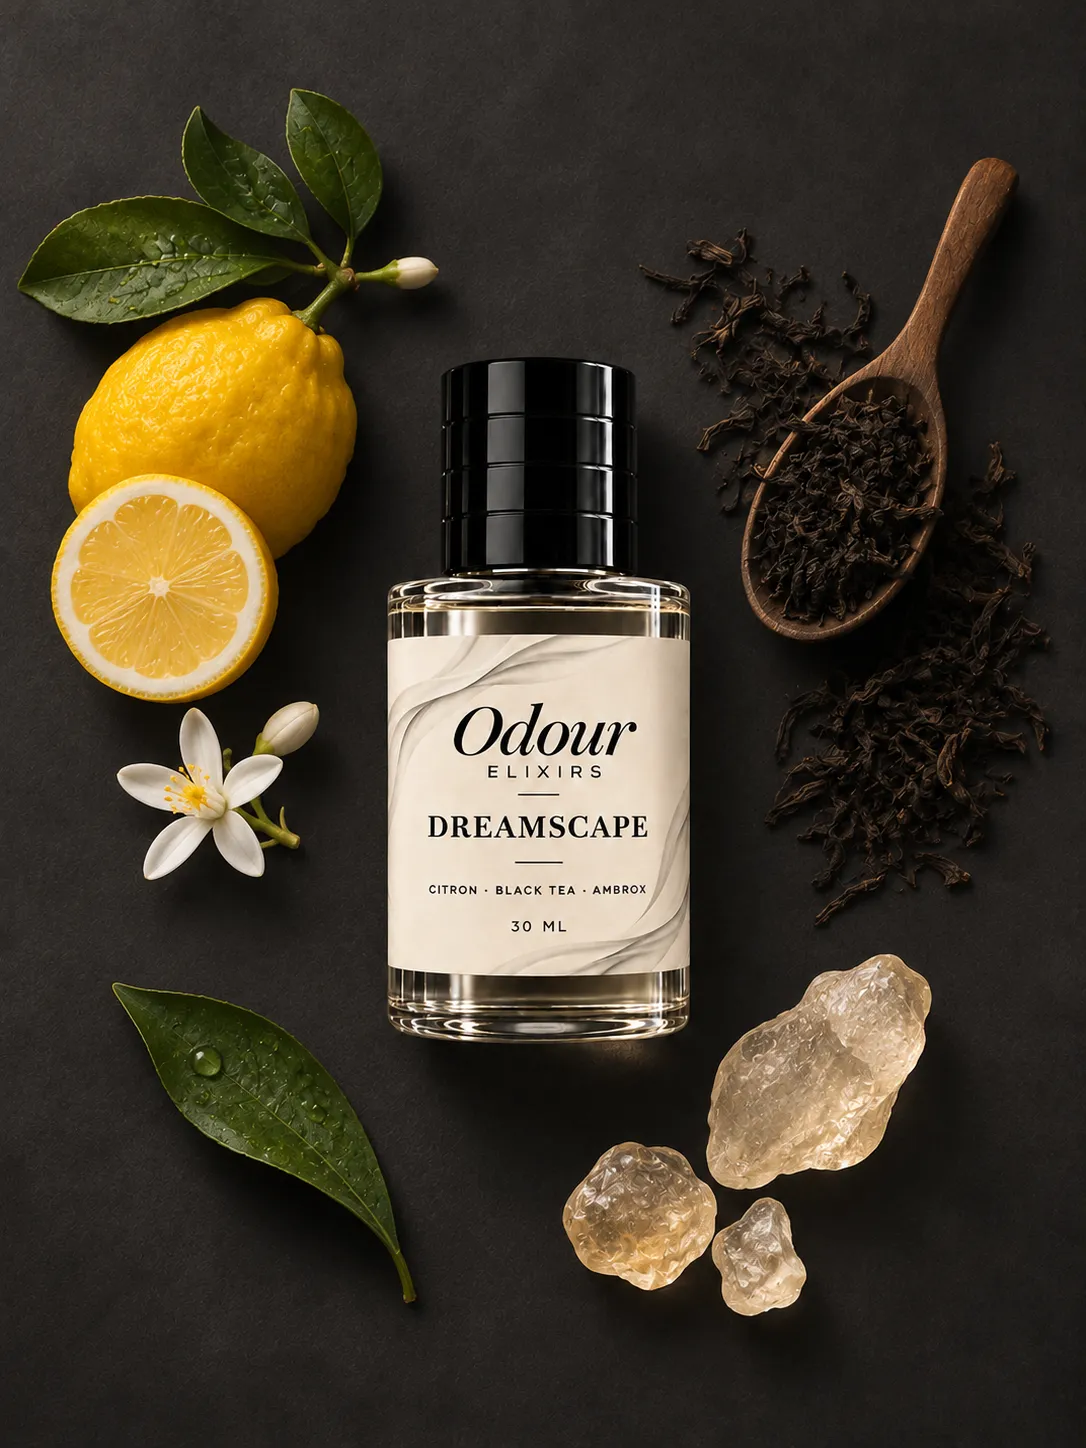 Odour
ELIXIRS
DREAMSCAPE
CITRON · BLACK TEA · AMBROX
30 ML